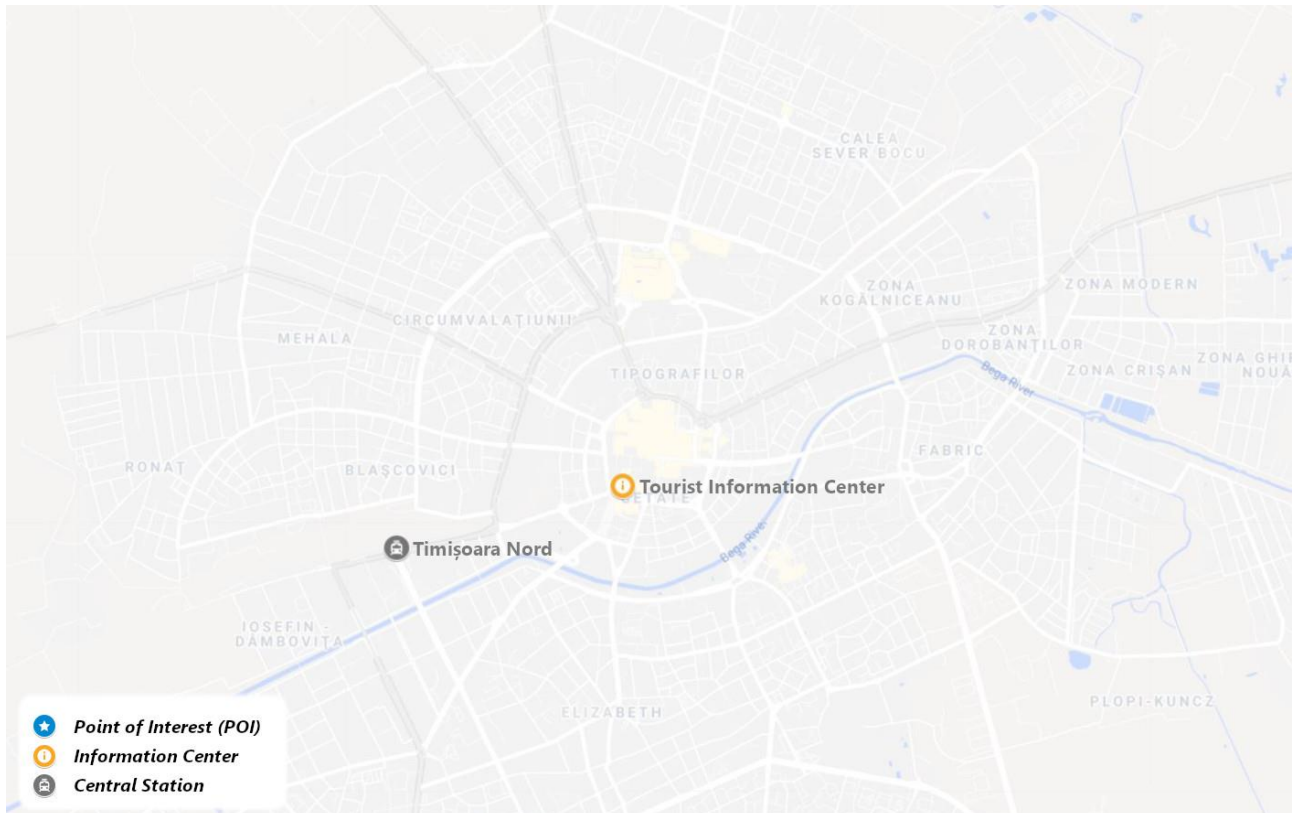 CALEA
SEVER BOCU
ZONA
KOGĂLNICEANU
ZONA MODERN
CIRCUMVALAȚIUNII
MEHALA
ZONA
DOROBANȚILOR
ZONA GHI
NOUĂ
TIPOGRAFILOR
Bega River
ZONA CRIȘAN
FABRIC
RONAȚ
BLAȘCOVICI
Tourist Information Center
CETATE
Timișoara Nord
Bega River
IOSEFIN -
DÂMBOVIȚA
PLOPI-KUNCZ
ELIZABETH
Point of Interest (POI)
Information Center
Central Station